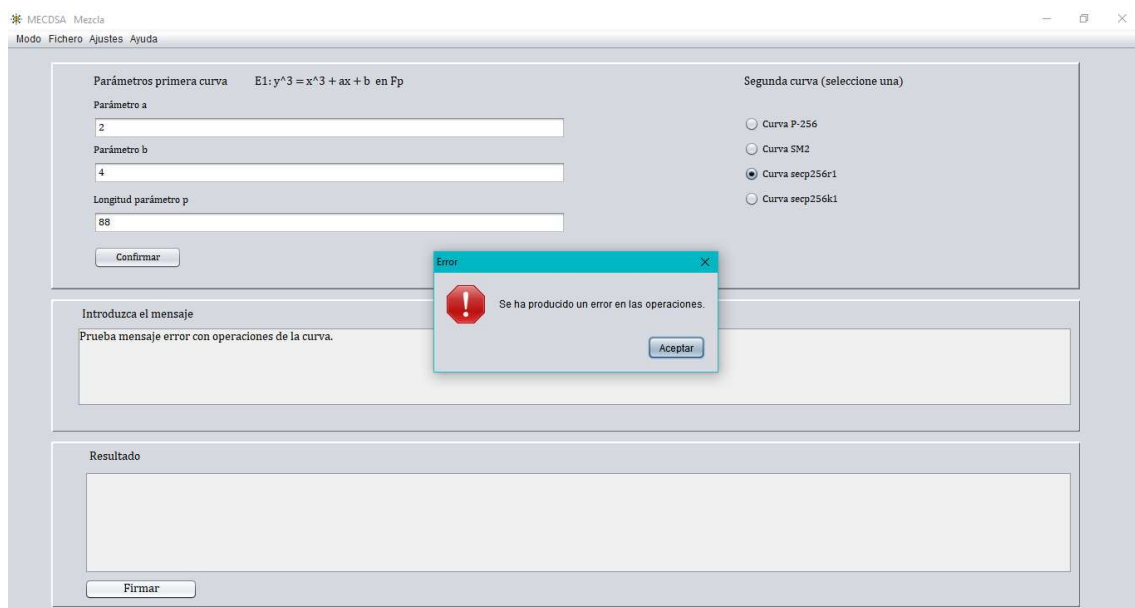 MECDSA Mezcla
Modo Fichero Ajustes Ayuda
Parámetros primera curva E1: y^3 = x^3 + ax + b en Fp
Parámetro a
2
Parámetro b
4
Longitud parámetro p
88
Confirmar
Segunda curva (seleccione una)
Curva P-256
Curva SM2
Curva secp256r1
Curva secp256k1
Error
Se ha producido un error en las operaciones.
Aceptar
Introduzca el mensaje
Prueba mensaje error con operaciones de la curva.
Resultado
Firmar